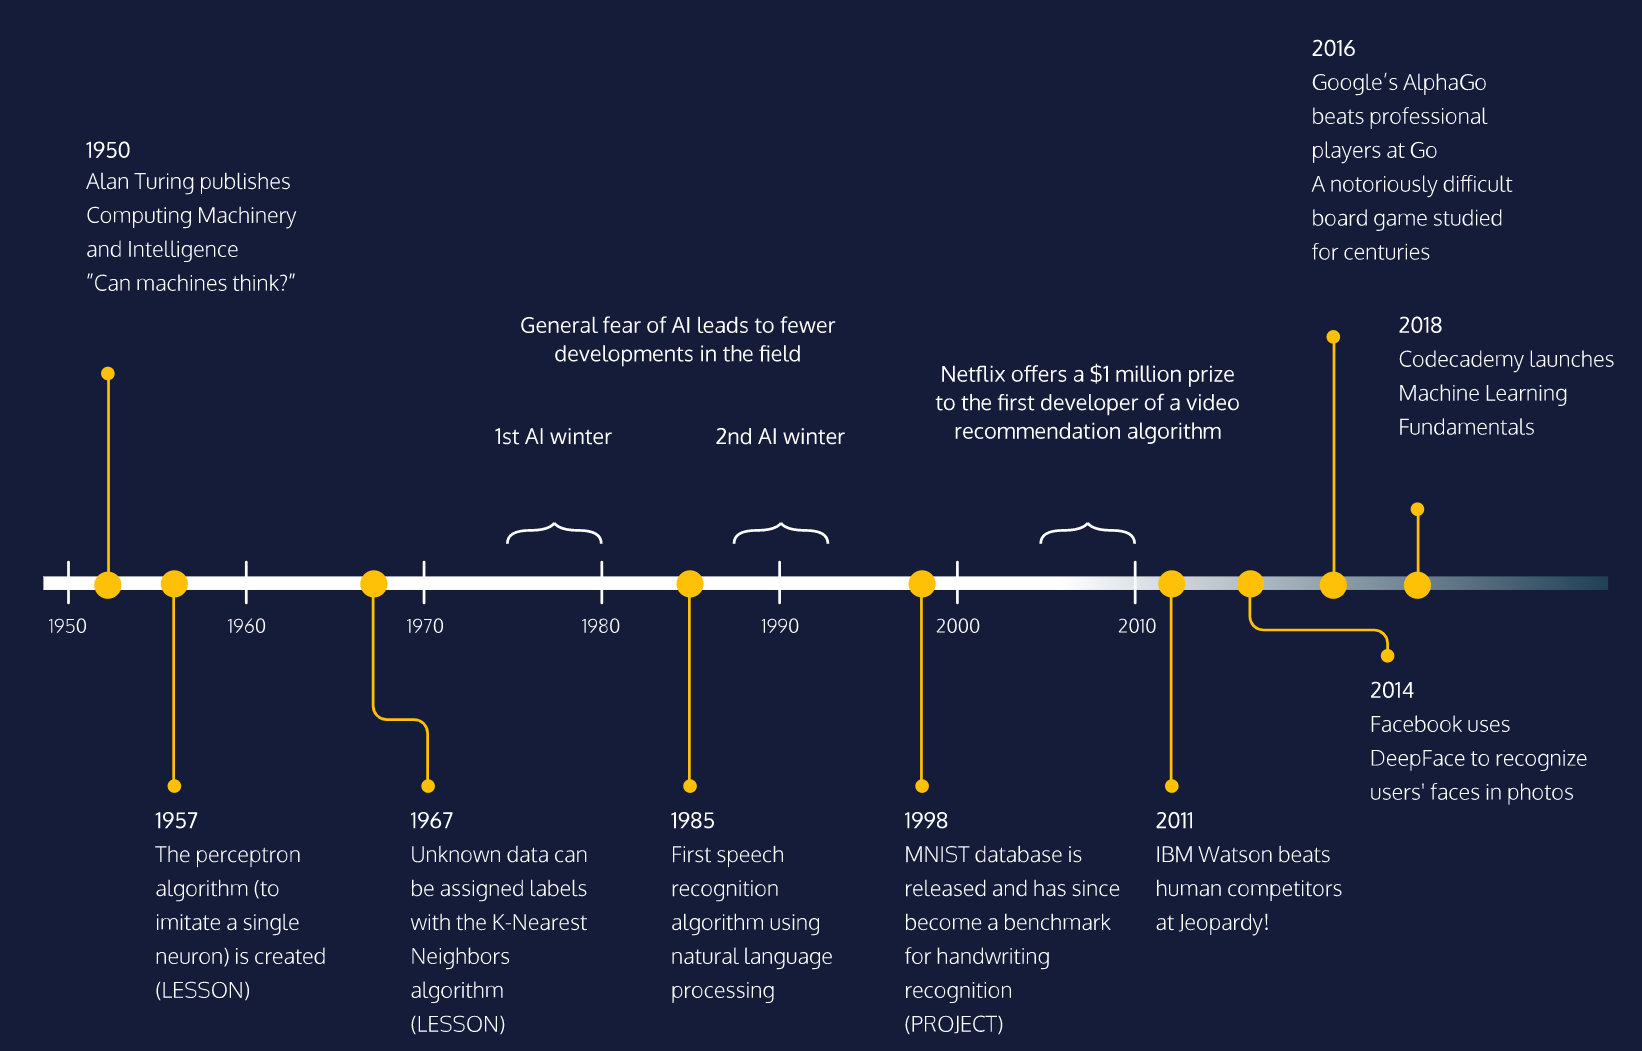 2016
Google's AlphaGo
beats professional
players at Go
A notoriously difficult
board game studied
for centuries
1950
Alan Turing publishes
Computing Machinery
and Intelligence
"Can machines think?"
General fear of AI leads to fewer
developments in the field
1st AI winter
2nd AI winter
Netflix offers a $1 million prize
to the first developer of a video
recommendation algorithm
2018
Codecademy launches
Machine Learning
Fundamentals
1950
1960
1970
1980
1990
2000
2010
2014
Facebook uses
DeepFace to recognize
users' faces in photos
1957
The perceptron
algorithm (to
imitate a single
neuron) is created
(LESSON)
1967
Unknown data can
be assigned labels
with the K-Nearest
Neighbors
algorithm
(LESSON)
1985
First speech
recognition
algorithm using
natural language
processing
1998
MNIST database is
released and has since
become a benchmark
for handwriting
recognition
(PROJECT)
2011
IBM Watson beats
human competitors
at Jeopardy!